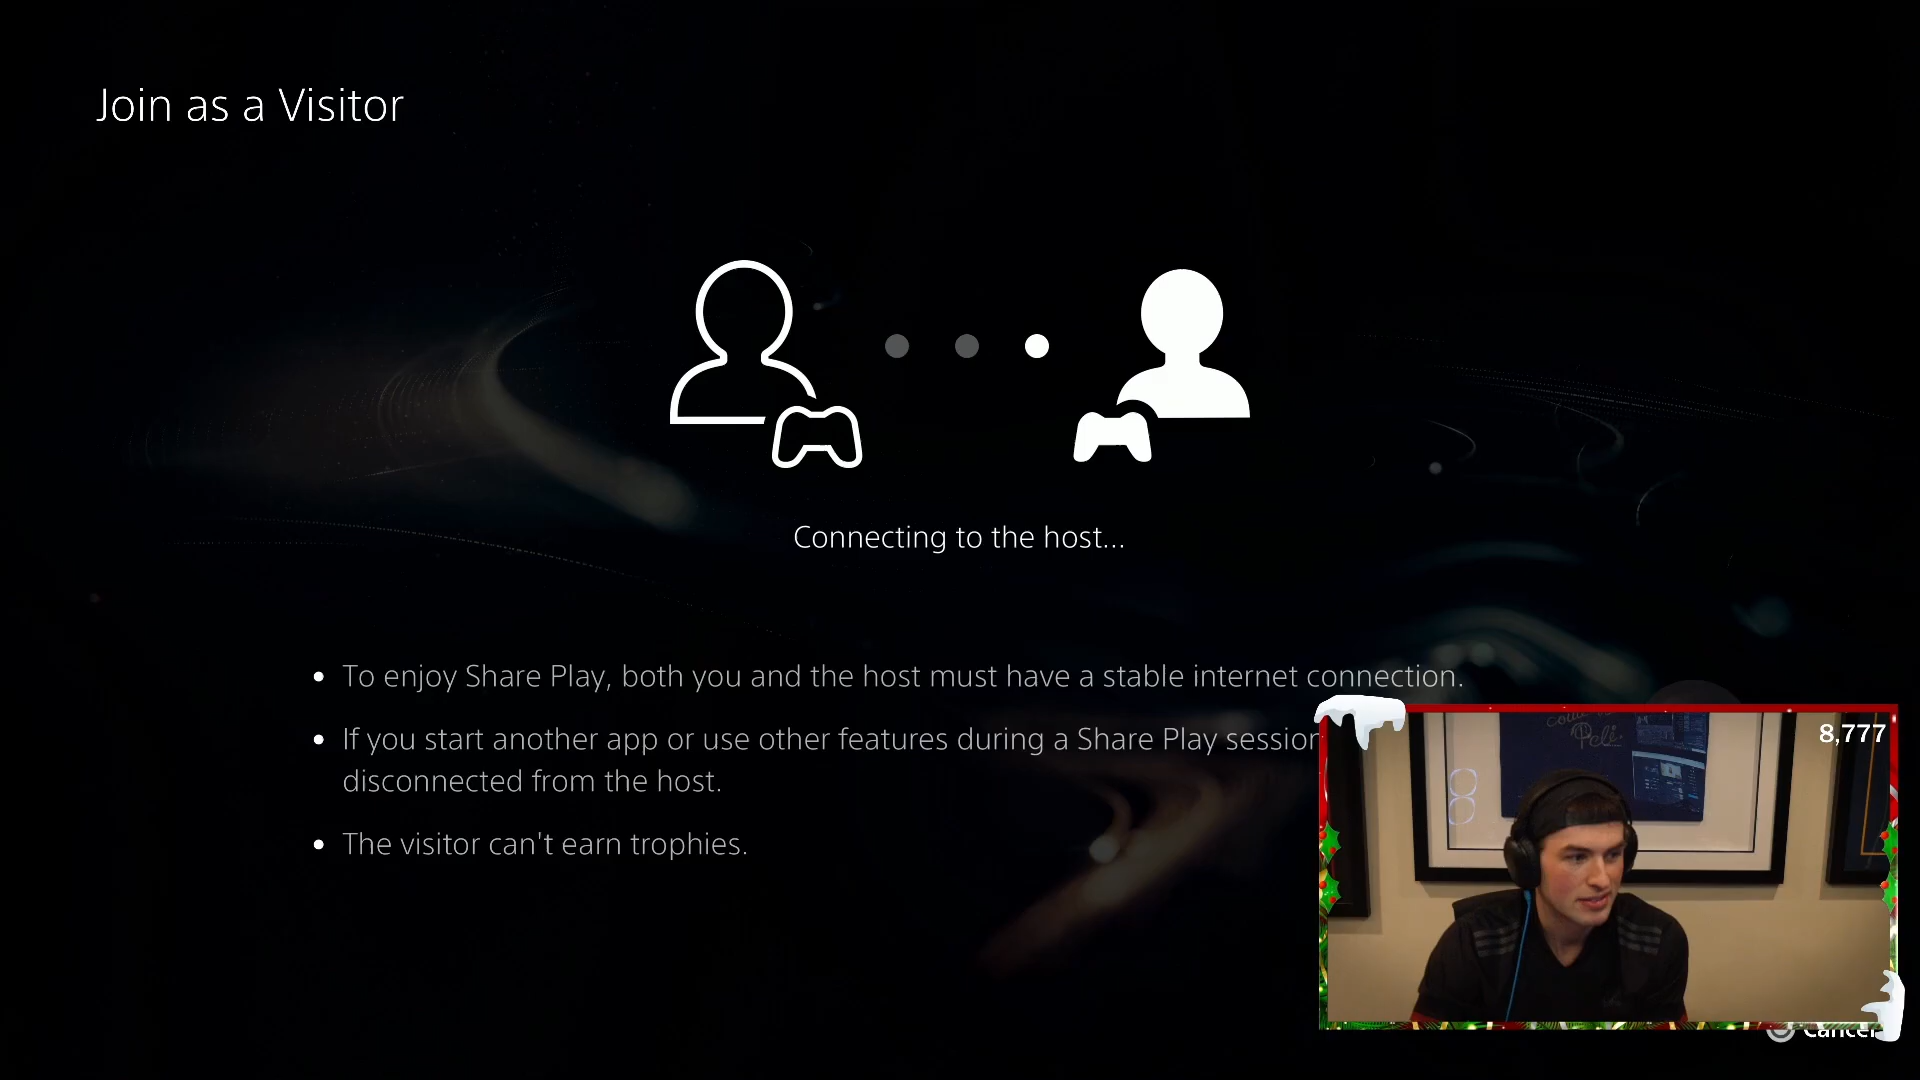 Join as a Visitor
Connecting to the host...
• To enjoy Share Play, both you and the host must have a stable internet connection.
• If you start another app or use other features during a Share Play session
disconnected from the host.
• The visitor can't earn trophies.
8,777
Cancel